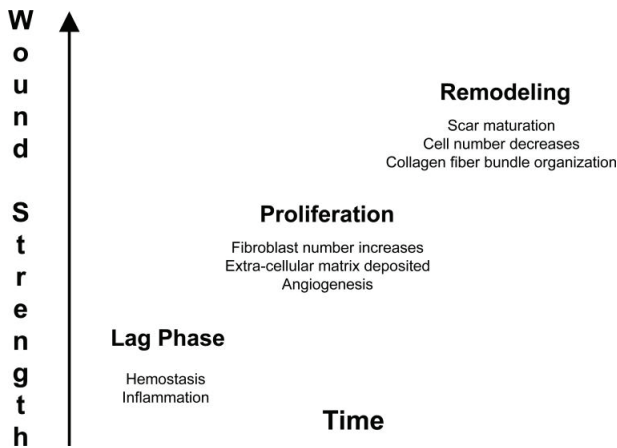 Wound Strength
Remodeling
Scar maturation
Cell number decreases
Collagen fiber bundle organization
Proliferation
Fibroblast number increases
Extra-cellular matrix deposited
Angiogenesis
Lag Phase
Hemostasis
Inflammation
Time